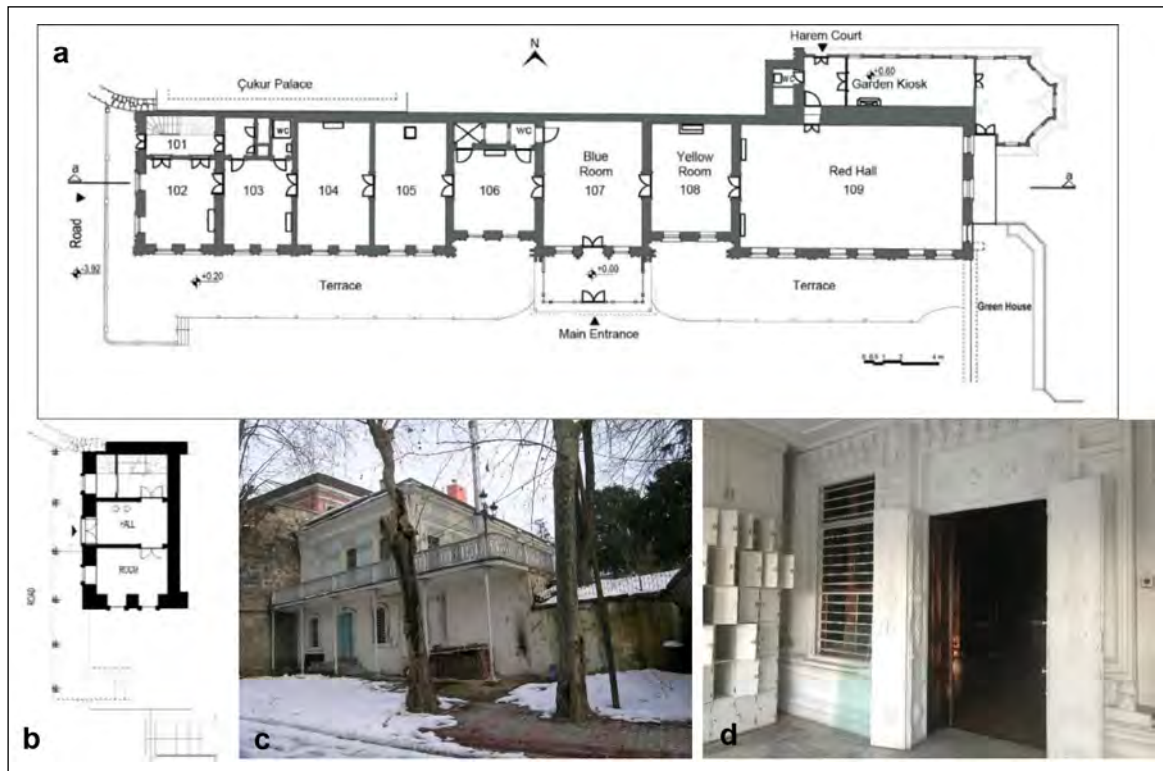 a
N
Harem Court
Çukur Palace
WC
+0.60
Garden Kiosk
101
WC
WC
Blue
Room
107
Yellow
Room
108
Red Hall
109
a
102
103
104
105
106
a
Road
-3.92
+0.20
+0.00
Terrace
Terrace
Green House
Main Entrance
4 m
HALL
ROOM
ROAD
b
c
d